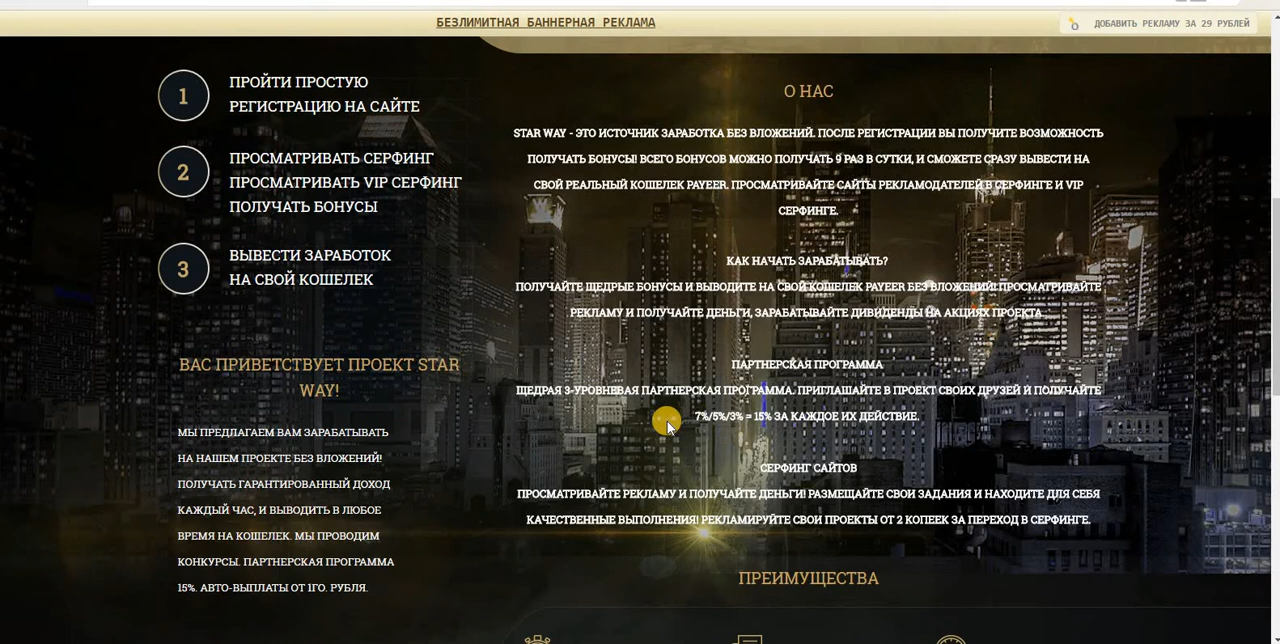 БЕЗЛИМИТНАЯ БАННЕРНАЯ РЕКЛАМА
ДОБАВИТЬ РЕКЛАМУ ЗА 29 РУБЛЕЙ
1
ПРОЙТИ ПРОСТУЮ
РЕГИСТРАЦИЮ НА САЙТЕ
2
ПРОСМАТРИВАТЬ СЕРФИНГ
ПРОСМАТРИВАТЬ VIP СЕРФИНГ
ПОЛУЧАТЬ БОНУСЫ
3
ВЫВЕСТИ ЗАРАБОТОК
НА СВОЙ КОШЕЛЕК
ВАС ПРИВЕТСТВУЕТ ПРОЕКТ STAR
WAY!
МЫ ПРЕДЛАГАЕМ ВАМ ЗАРАБАТЫВАТЬ
НА НАШЕМ ПРОЕКТЕ БЕЗ ВЛОЖЕНИЙ!
ПОЛУЧАТЬ ГАРАНТИРОВАННЫЙ ДОХОД
КАЖДЫЙ ЧАС, И ВЫВОДИТЬ В ЛЮБОЕ
ВРЕМЯ НА КОШЕЛЕК. МЫ ПРОВОДИМ
КОНКУРСЫ. ПАРТНЕРСКАЯ ПРОГРАММА
15%. АВТО-ВЫПЛАТЫ ОТ 1ГО. РУБЛЯ.
О НАС
STAR WAY - ЭТО ИСТОЧНИК ЗАРАБОТКА БЕЗ ВЛОЖЕНИЙ. ПОСЛЕ РЕГИСТРАЦИИ ВЫ ПОЛУЧИТЕ ВОЗМОЖНОСТЬ
ПОЛУЧАТЬ БОНУСЫ! ВСЕГО БОНУСОВ МОЖНО ПОЛУЧАТЬ 9 РАЗ В СУТКИ, И СМОЖЕТЕ СРАЗУ ВЫВЕСТИ НА
СВОЙ РЕАЛЬНЫЙ КОШЕЛЕК PAYEER. ПРОСМАТРИВАЙТЕ САЙТЫ РЕКЛАМОДАТЕЛЕЙ В СЕРФИНГЕ И VIP
СЕРФИНГЕ.
КАК НАЧАТЬ ЗАРАБАТЫВАТЬ?
ПОЛУЧАЙТЕ ЩЕДРЫЕ БОНУСЫ И ВЫВОДИТЕ НА СВОЙ КОШЕЛЕК PAYEER БЕЗ ВЛОЖЕНИЙ! ПРОСМАТРИВАЙТЕ
РЕКЛАМУ И ПОЛУЧАЙТЕ ДЕНЬГИ, ЗАРАБАТЫВАЙТЕ ДИВИДЕНДЫ НА АКЦИЯХ ПРОЕКТА
ПАРТНЕРСКАЯ ПРОГРАММА
ЩЕДРАЯ 3-УРОВНЕВАЯ ПАРТНЕРСКАЯ ПРОГРАММА. ПРИГЛАШАЙТЕ В ПРОЕКТ СВОИХ ДРУЗЕЙ И ПОЛУЧАЙТЕ
7%/5%/3% = 15% ЗА КАЖДОЕ ИХ ДЕЙСТВИЕ.
СЕРФИНГ САЙТОВ
ПРОСМАТРИВАЙТЕ РЕКЛАМУ И ПОЛУЧАЙТЕ ДЕНЬГИ! РАЗМЕЩАЙТЕ СВОИ ЗАДАНИЯ И НАХОДИТЕ ДЛЯ СЕБЯ
КАЧЕСТВЕННЫЕ ВЫПОЛНЕНИЯ! РЕКЛАМИРУЙТЕ СВОИ ПРОЕКТЫ ОТ 2 КОПЕЕК ЗА ПЕРЕХОД В СЕРФИНГЕ.
ПРЕИМУЩЕСТВА